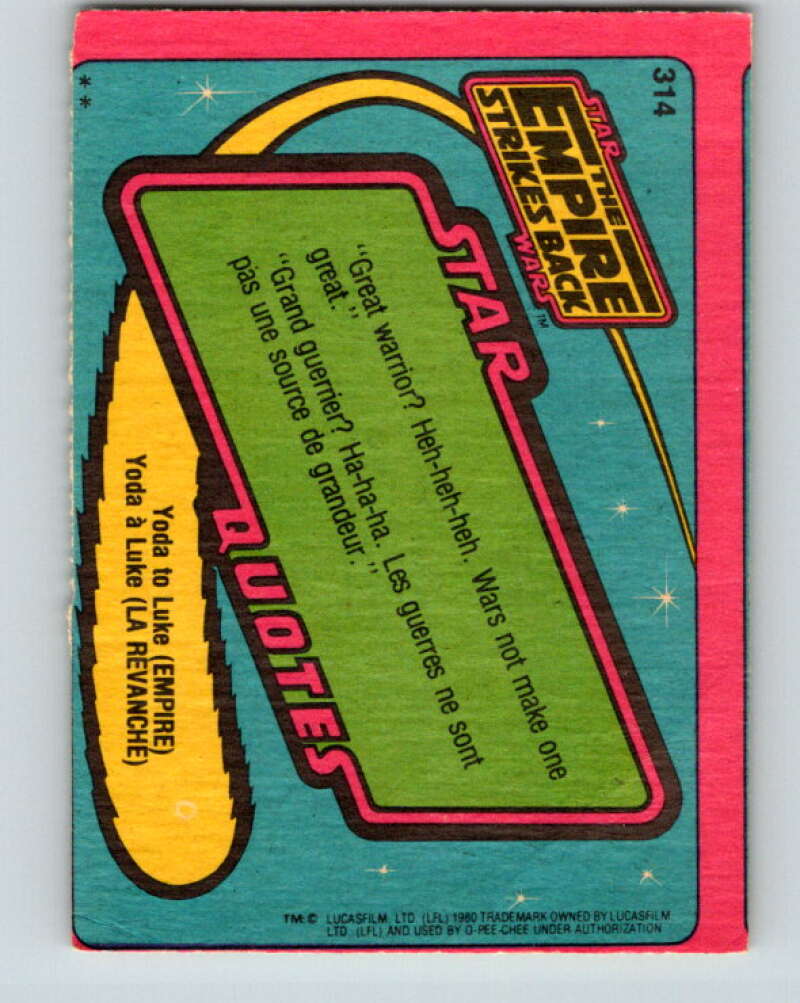 314
STAR
THE
EMPIRE
STRIKES BACK
WARS
™
STAR
"Great warrior? Heh-heh-heh. Wars not make one
great."
"Grand guerrier? Ha-ha-ha. Les guerres ne sont
pas une source de grandeur."
QUOTES
Yoda to Luke (EMPIRE)
Yoda à Luke (LA REVANCHE)
* *
TM: © LUCASFILM, LTD. (LFL) 1980 TRADEMARK OWNED BY LUCASFILM
LTD. (LFL) AND USED BY O-PEE-CHEE UNDER AUTHORIZATION